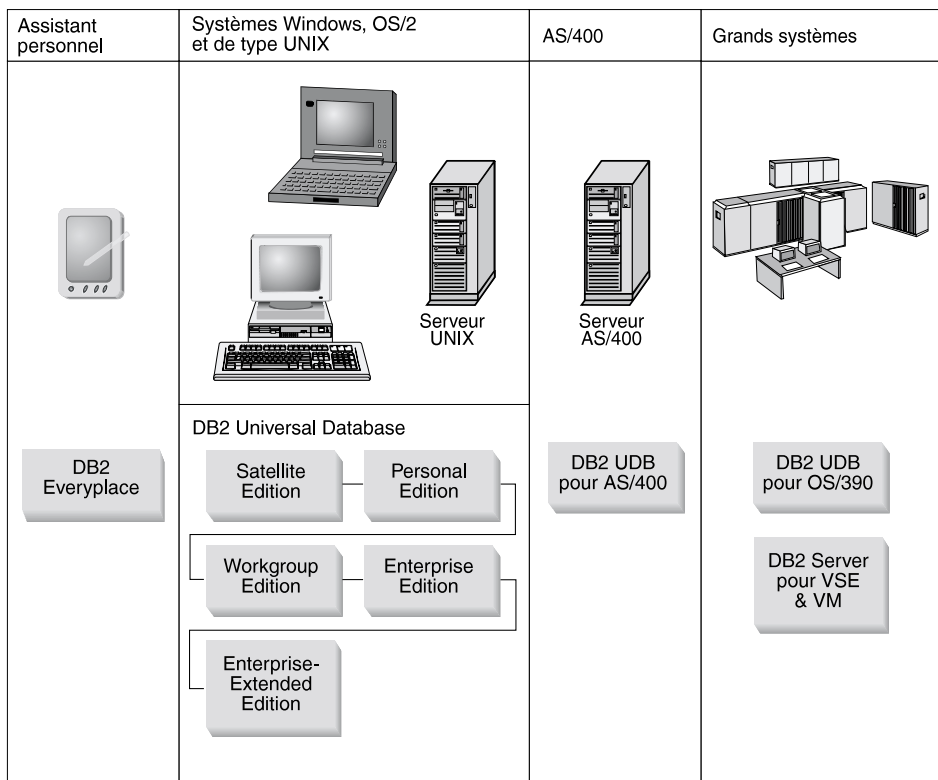 Assistant
personnel
Systèmes Windows, OS/2
et de type UNIX
AS/400
Grands systèmes
Serveur
UNIX
Serveur
AS/400
DB2 Universal Database
DB2
Everyplace
Satellite
Edition
Personal
Edition
Workgroup
Edition
Enterprise
Edition
Enterprise-
Extended
Edition
DB2 UDB
pour AS/400
DB2 UDB
pour OS/390
DB2 Server
pour VSE
& VM